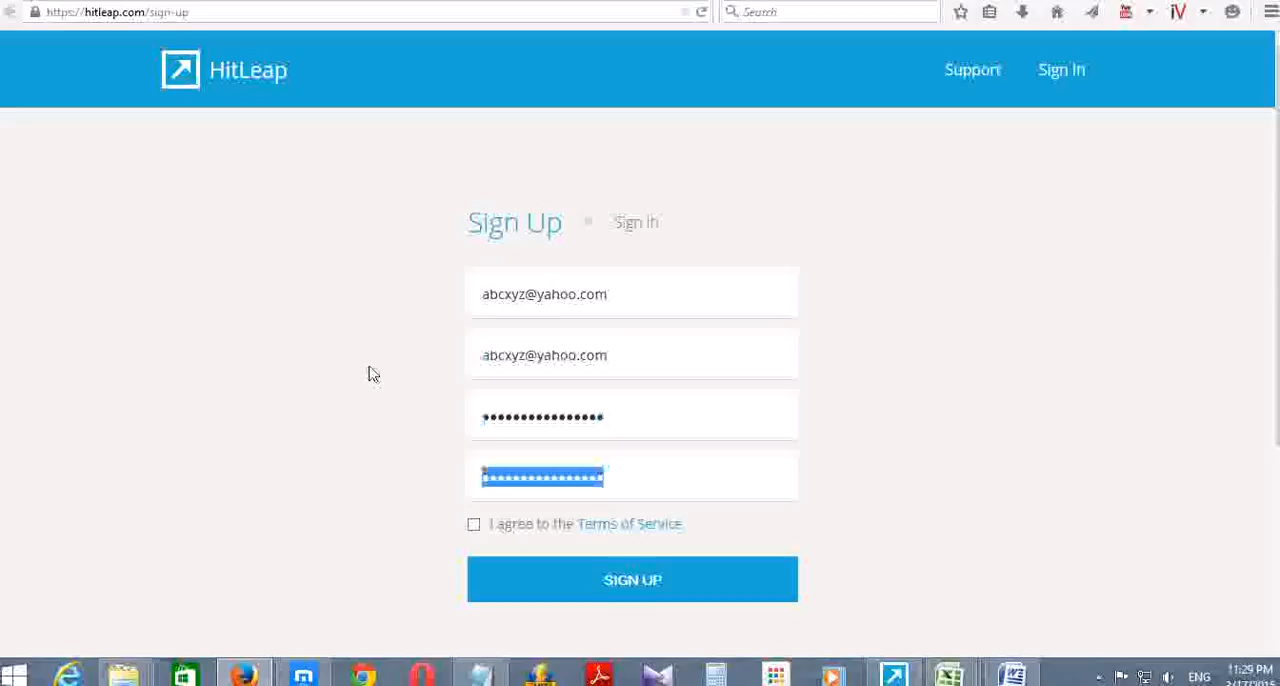 https://hitleap.com/sign-up
Search
HitLeap
Support
Sign In
Sign Up
Sign In
abcxyz@yahoo.com
abcxyz@yahoo.com
I agree to the Terms of Service
SIGN UP
ENG
11:29 PM